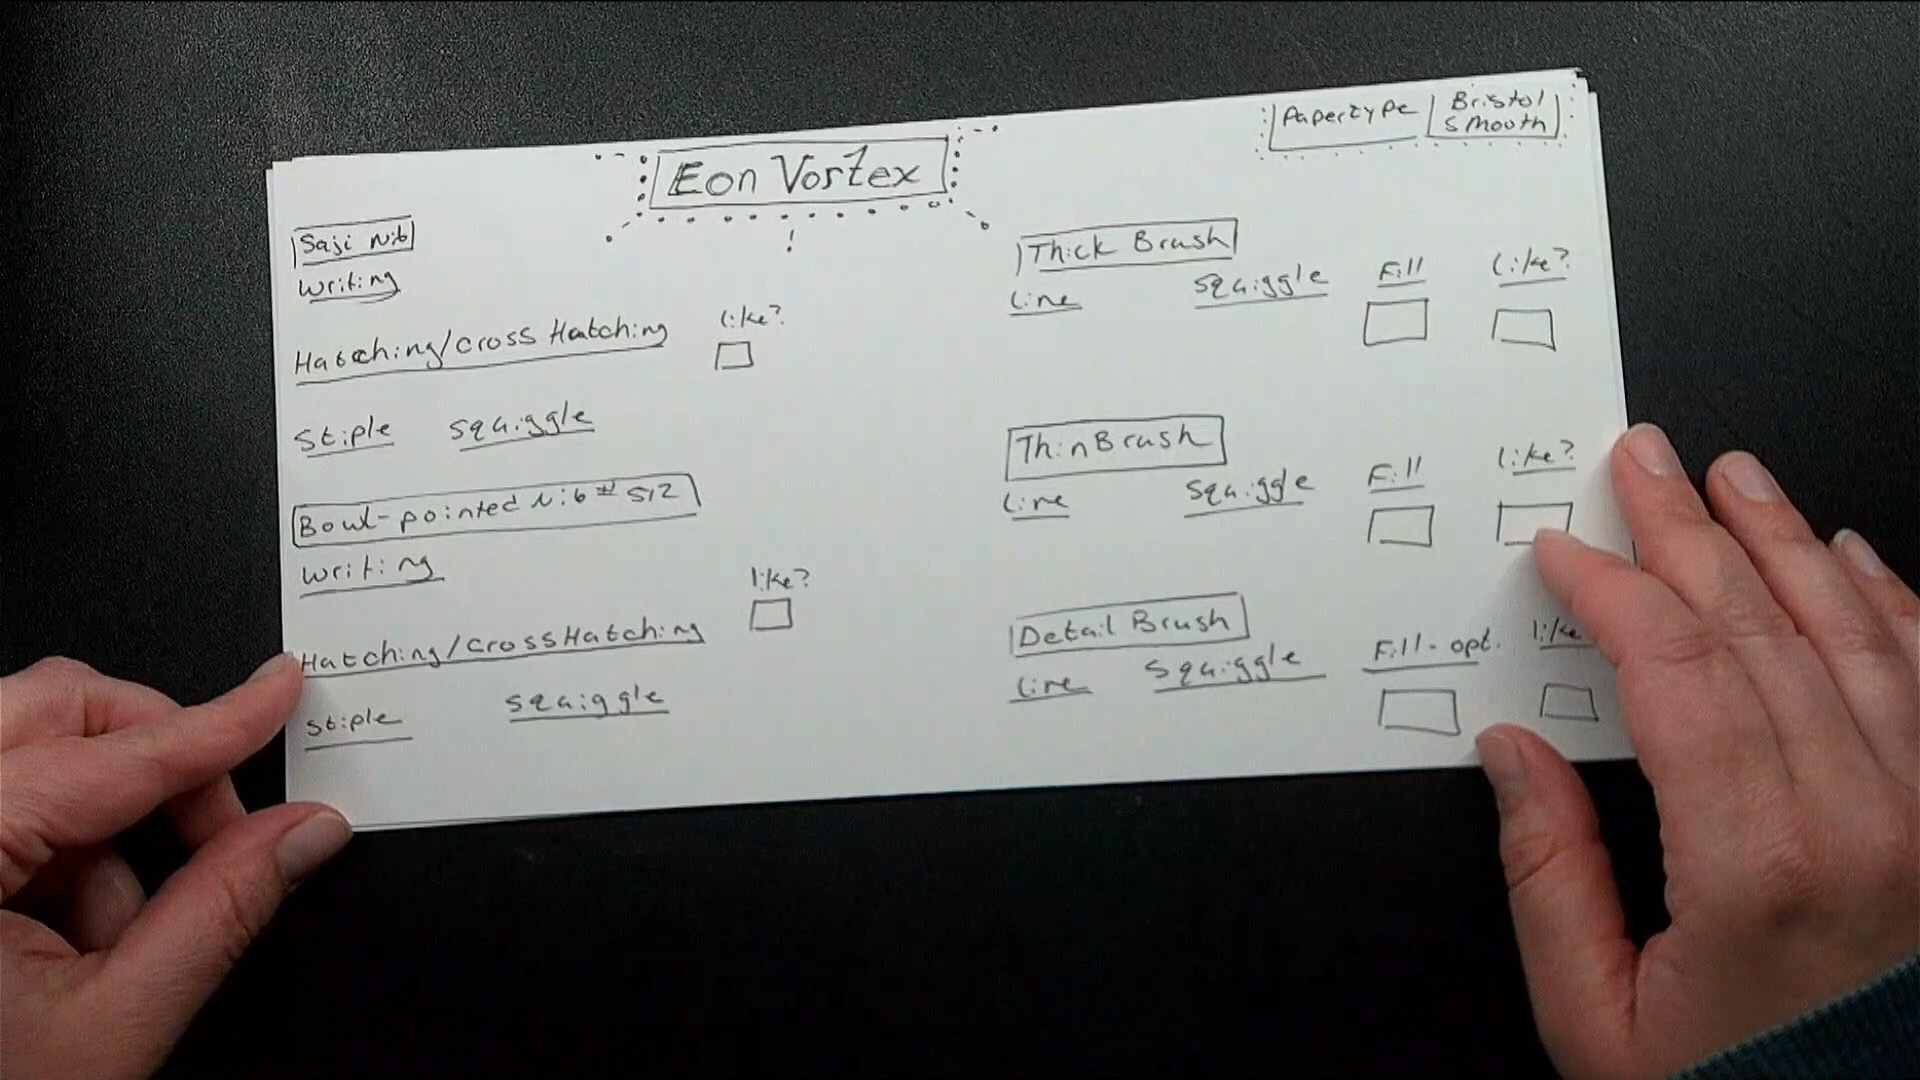 Eon Vortex
!
Papertype
Bristol
smooth
Saji Nib
Writing
Hatching/cross Hatching
like?
Stiple squiggle
Bowl-pointed Nib # 512
Writing
like?
Hatching/CrossHatching
Stiple squiggle
Thick Brush
Line squiggle Fill Like?
Thin Brush
Line squiggle Fill like?
Detail Brush
Line squiggle Fill-opt. like